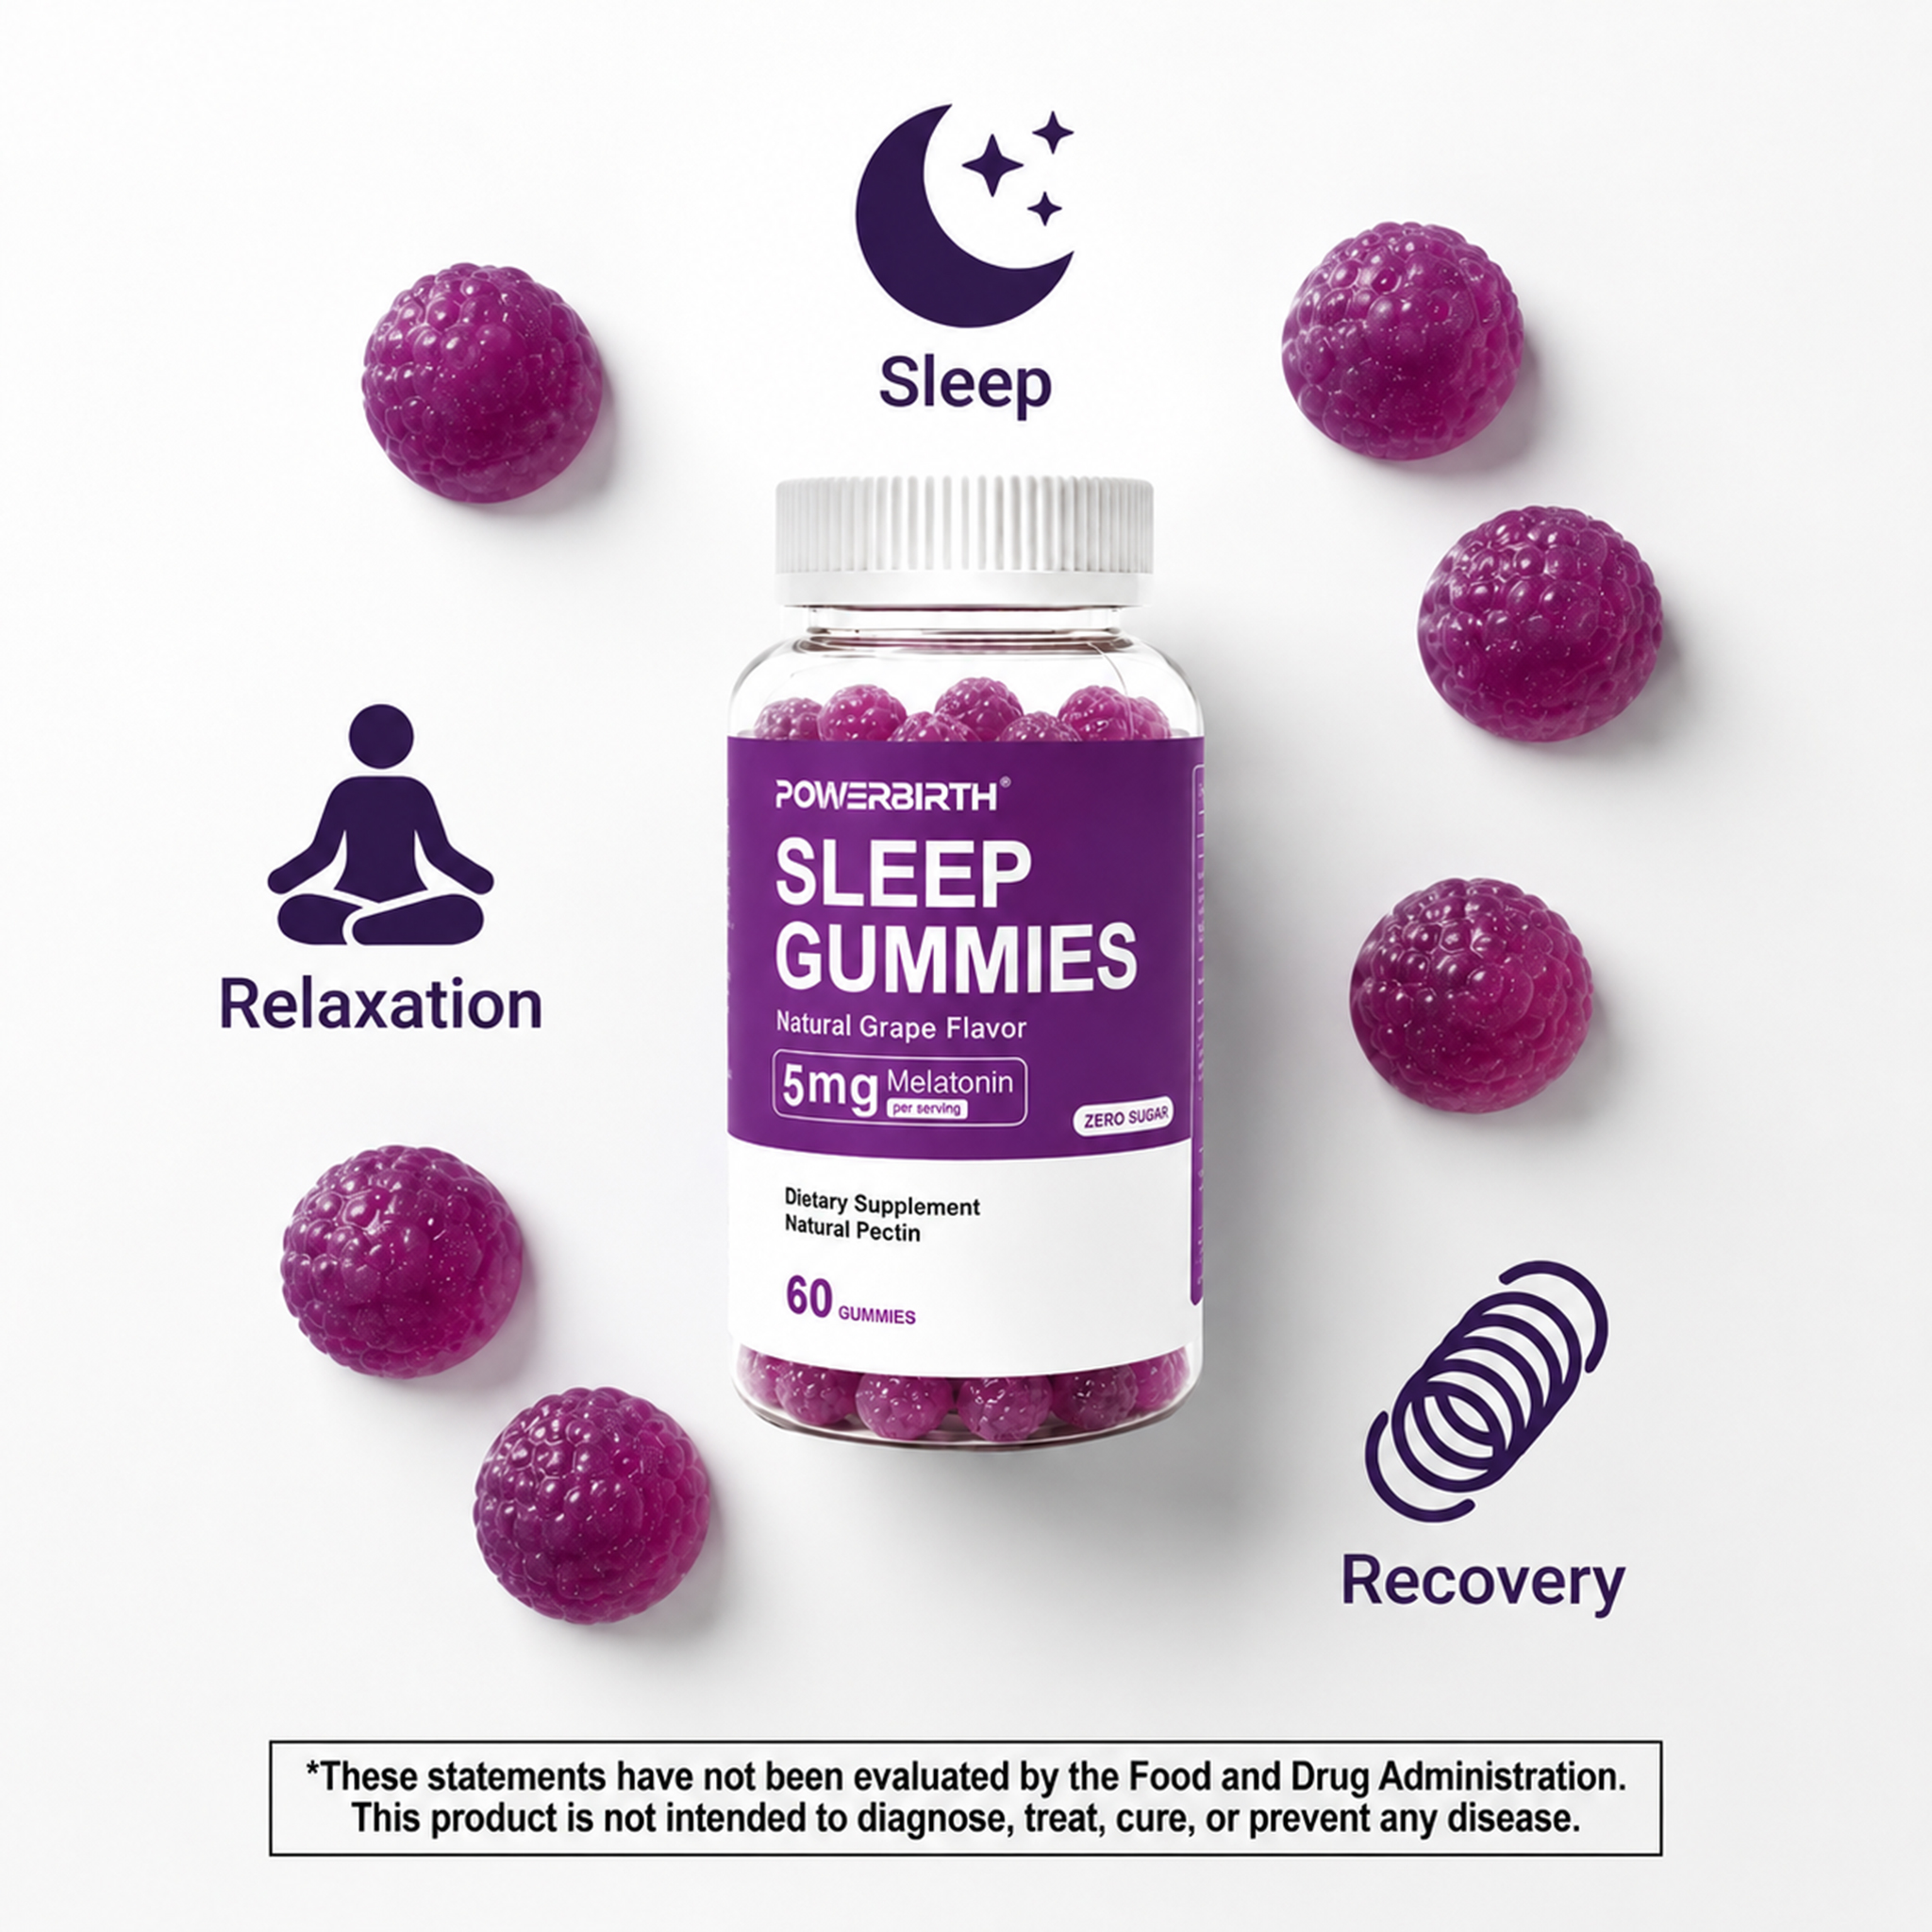 Sleep
Relaxation
POWERBIRTH®
SLEEP
GUMMIES
Natural Grape Flavor
5mg Melatonin
per serving
ZERO SUGAR
Dietary Supplement
Natural Pectin
60 GUMMIES
Recovery
*These statements have not been evaluated by the Food and Drug Administration.
This product is not intended to diagnose, treat, cure, or prevent any disease.